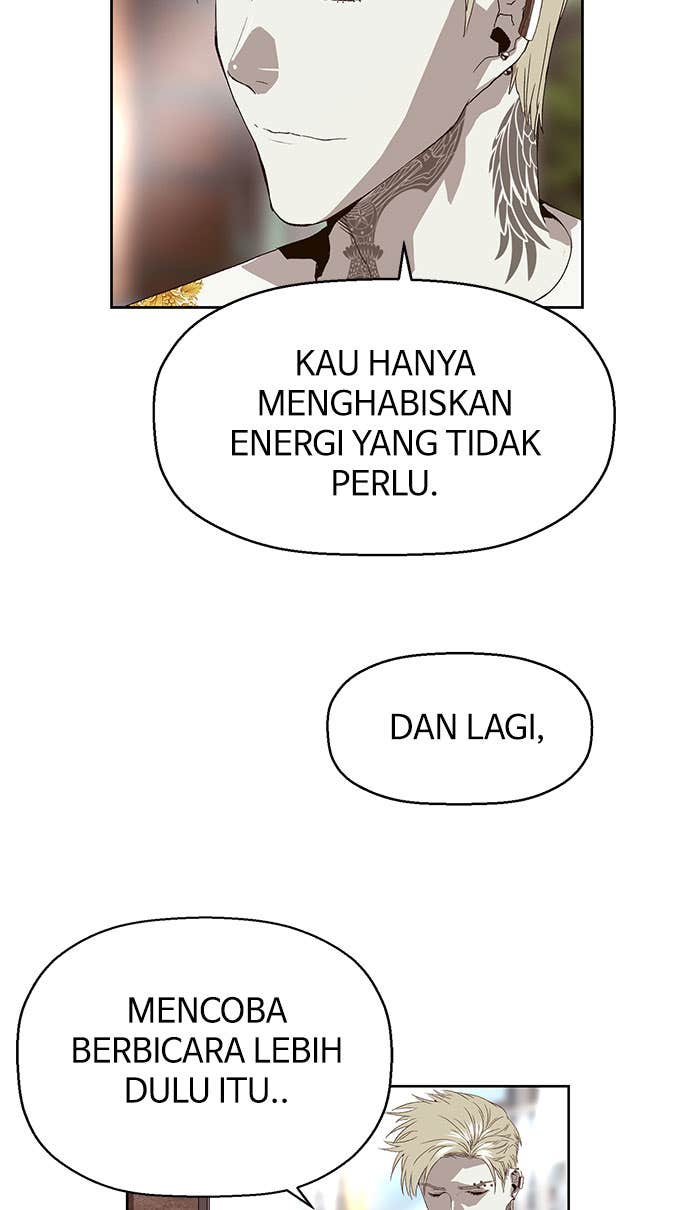 KAU HANYA
MENGHABISKAN
ENERGI YANG TIDAK
PERLU.
DAN LAGI,
MENCOBA
BERBICARA LEBIH
DULU ITU..